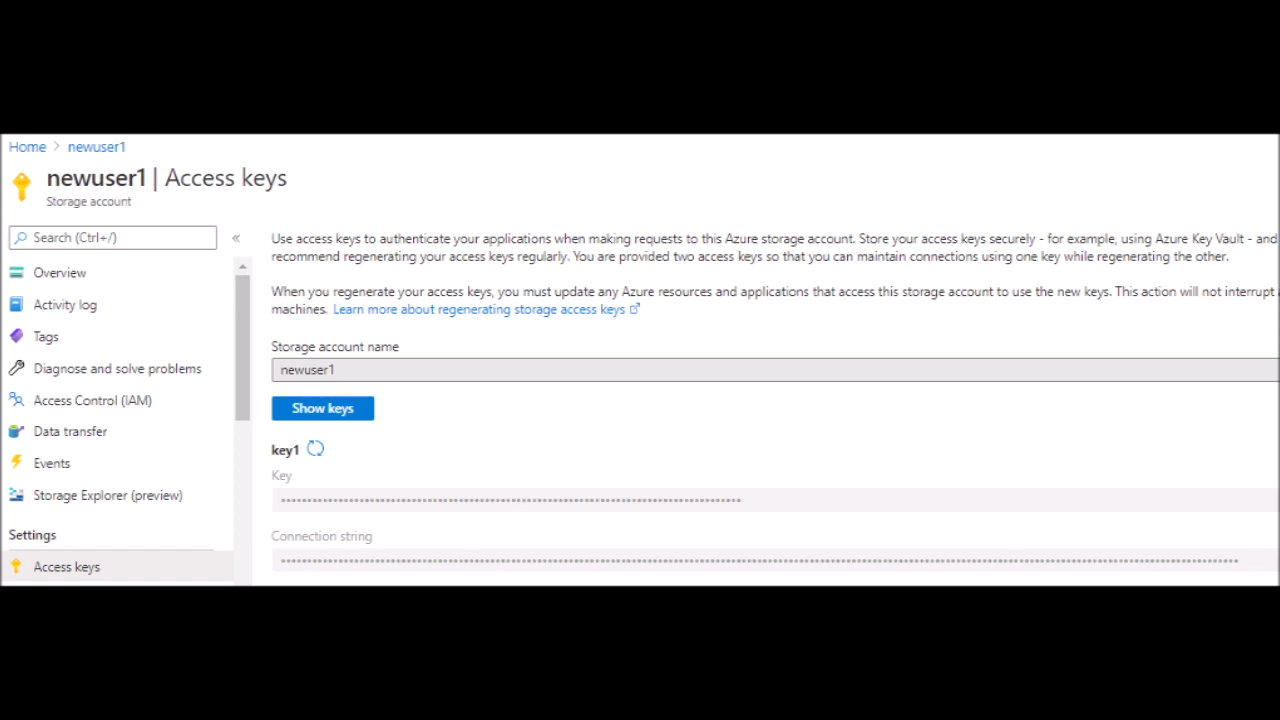 Home > newuser1
newuser1 | Access keys
Storage account
Search (Ctrl+/)
«
Overview
Activity log
Tags
Diagnose and solve problems
Access Control (IAM)
Data transfer
Events
Storage Explorer (preview)
Settings
Access keys
Use access keys to authenticate your applications when making requests to this Azure storage account. Store your access keys securely - for example, using Azure Key Vault - and
recommend regenerating your access keys regularly. You are provided two access keys so that you can maintain connections using one key while regenerating the other.
When you regenerate your access keys, you must update any Azure resources and applications that access this storage account to use the new keys. This action will not interrupt
machines. Learn more about regenerating storage access keys
Storage account name
newuser1
Show keys
key1
Key
Connection string